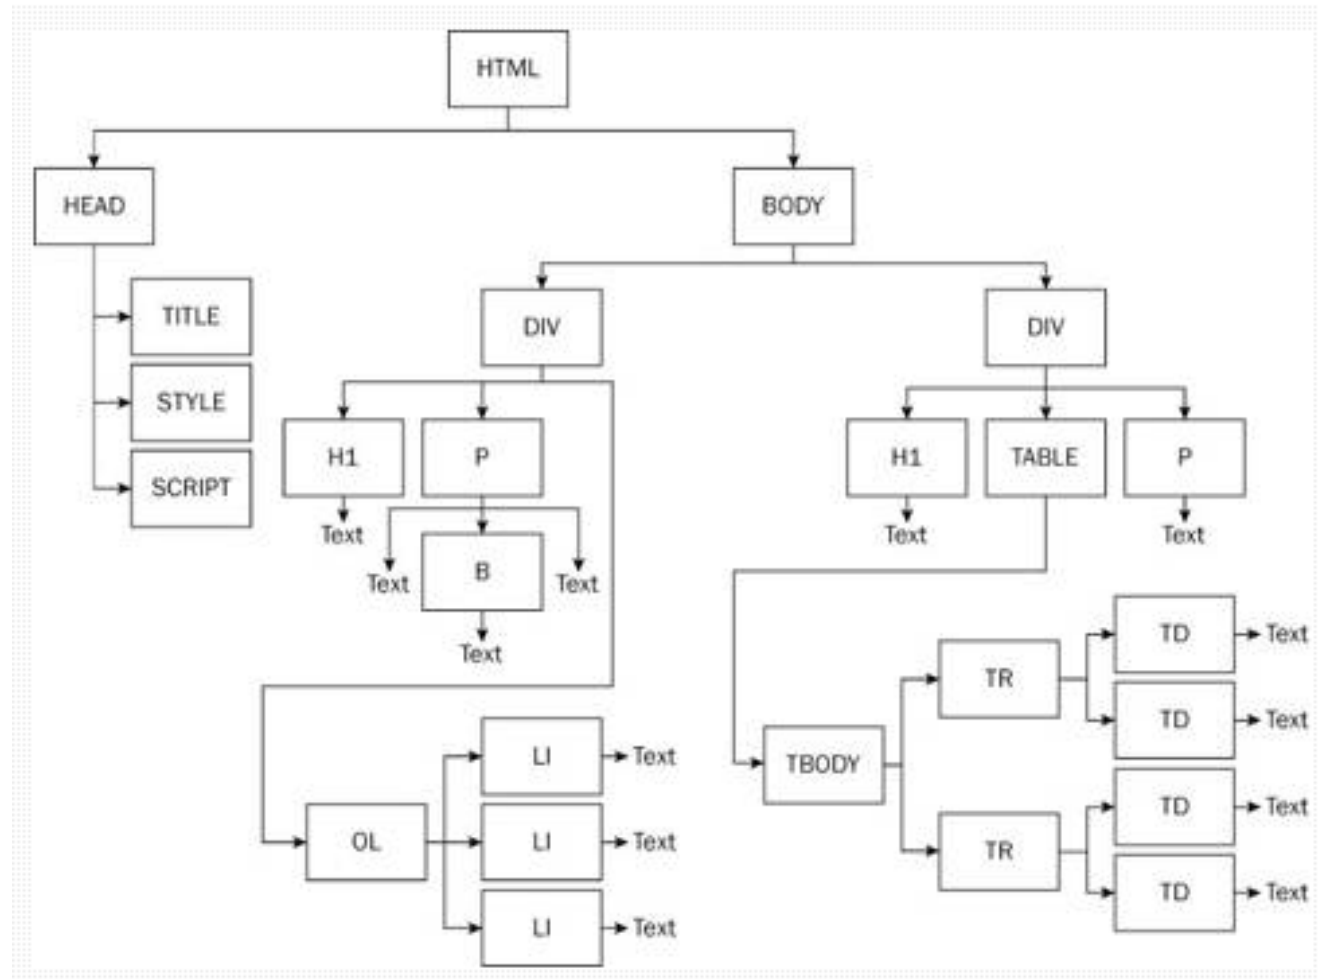 HTML
HEAD
BODY
TITLE
STYLE
SCRIPT
DIV
DIV
H1
P
Text
Text
B
Text
Text
H1
TABLE
P
Text
Text
OL
LI
Text
LI
Text
LI
Text
TBODY
TR
TD
Text
TD
Text
TR
TD
Text
TD
Text